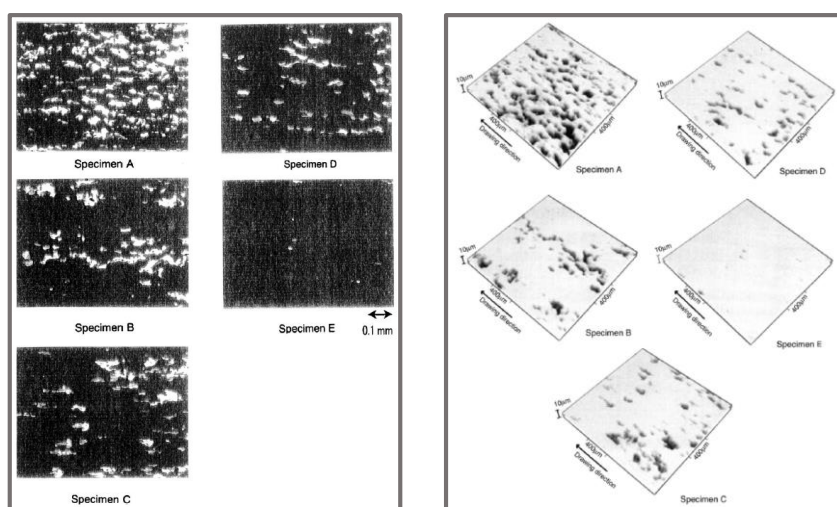 Specimen A
Specimen D
Specimen B
Specimen E
0.1 mm
Specimen C
10μm
400μm
400μm
Drawing direction
Specimen A
10μm
400μm
400μm
Drawing direction
Specimen D
10μm
400μm
400μm
Drawing direction
Specimen B
10μm
400μm
400μm
Drawing direction
Specimen E
10μm
400μm
400μm
Drawing direction
Specimen C